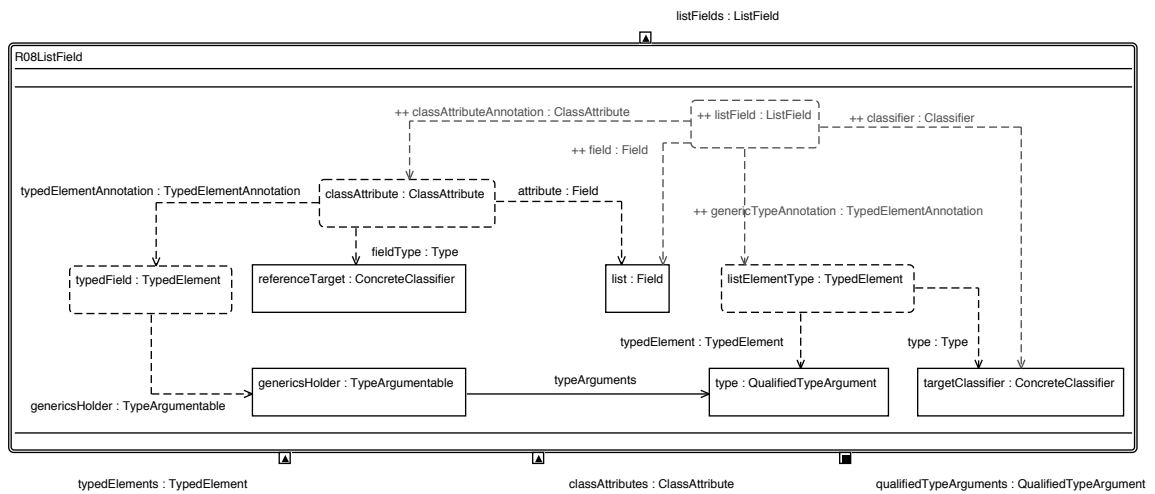 listFields : ListField
R08ListField
++ classAttributeAnnotation : ClassAttribute
++ listField : ListField
++ classifier : Classifier
++ field : Field
typedElementAnnotation : TypedElementAnnotation
classAttribute : ClassAttribute
attribute : Field
++ genericTypeAnnotation : TypedElementAnnotation
fieldType : Type
typedField : TypedElement
referenceTarget : ConcreteClassifier
list : Field
listElementType : TypedElement
typedElement : TypedElement
type : Type
genericsHolder : TypeArgumentable
typeArguments
type : QualifiedTypeArgument
targetClassifier : ConcreteClassifier
genericsHolder : TypeArgumentable
typedElements : TypedElement
classAttributes : ClassAttribute
qualifiedTypeArguments : QualifiedTypeArgument